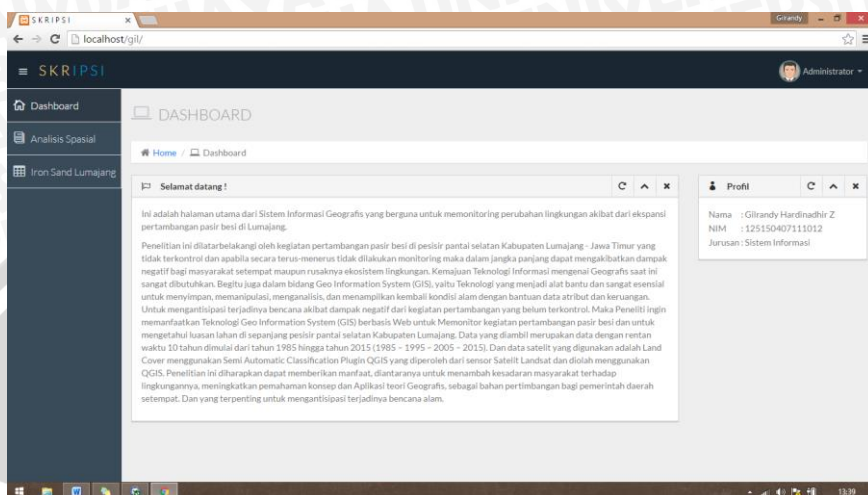 SKRIPSI
Girandy
localhost/gil/
SKRIPSI
Administrator
Dashboard
Analisis Spasial
Iron Sand Lumajang
DASHBOARD
Home / Dashboard
Selamat datang !
Ini adalah halaman utama dari Sistem Informasi Geografis yang berguna untuk memonitoring perubahan lingkungan akibat dari ekspansi
pertambangan pasir besi di Lumajang.
Penelitian ini dilatarbelakangi oleh kegiatan pertambangan pasir besi di pesisir pantai selatan Kabupaten Lumajang - Jawa Timur yang
tidak terkontrol dan apabila secara terus-menerus tidak dilakukan monitoring maka dalam jangka panjang dapat mengakibatkan dampak
negatif bagi masyarakat setempat maupun rusaknya ekosistem lingkungan. Kemajuan Teknologi Informasi mengenai Geografis saat ini
sangat dibutuhkan. Begitu juga dalam bidang Geo Information System (GIS), yaitu Teknologi yang menjadi alat bantu dan sangat esensial
untuk menyimpan, memanipulasi, menganalisis, dan menampilkan kembali kondisi alam dengan bantuan data atribut dan keruangan.
Untuk mengantisipasi terjadinya bencana akibat dampak negatif dari kegiatan pertambangan yang belum terkontrol. Maka Peneliti ingin
memanfaatkan Teknologi Geo Information System (GIS) berbasis Web untuk Memonitor kegiatan pertambangan pasir besi dan untuk
mengetahui luasan lahan di sepanjang pesisir pantai selatan Kabupaten Lumajang. Data yang diambil merupakan data dengan rentan
waktu 10 tahun dimulai dari tahun 1985 hingga tahun 2015 (1985 – 1995 – 2005 – 2015). Dan data satelit yang digunakan adalah Land
Cover menggunakan Semi Automatic Classification Plugin QGIS yang diperoleh dari sensor Satelit Landsat dan diolah menggunakan
QGIS. Penelitian ini diharapkan dapat memberikan manfaat, diantaranya untuk menambah kesadaran masyarakat terhadap
lingkungannya, meningkatkan pemahaman konsep dan Aplikasi teori Geografis, sebagai bahan pertimbangan bagi pemerintah daerah
setempat. Dan yang terpenting untuk mengantisipasi terjadinya bencana alam.
Profil
Nama : Gilrandy Hardinadhir Z
NIM : 125150407111012
Jurusan : Sistem Informasi
13:39